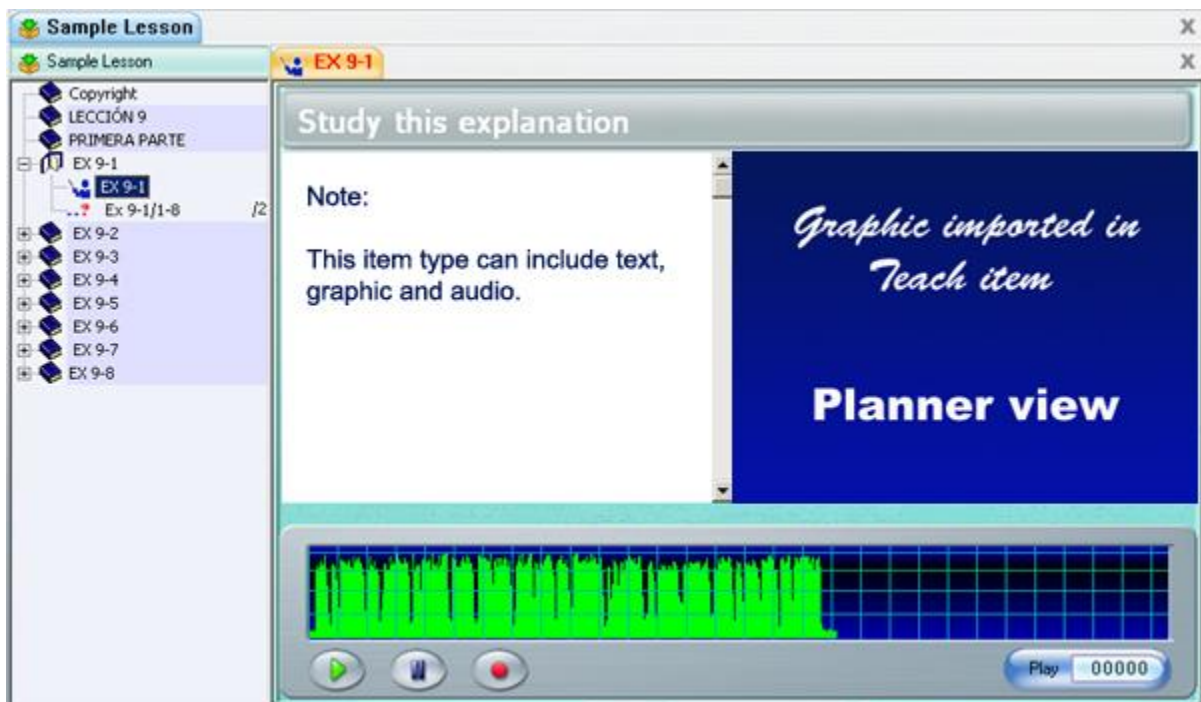 Sample Lesson
X
Sample Lesson
EX 9-1
X
Copyright
LECCIÓN 9
PRIMERA PARTE
EX 9-1
EX 9-1
Ex 9-1/1-8 /2
EX 9-2
EX 9-3
EX 9-4
EX 9-5
EX 9-6
EX 9-7
EX 9-8
Study this explanation
Note:
This item type can include text,
graphic and audio.
Graphic imported in
Teach item
Planner view
Play 00000